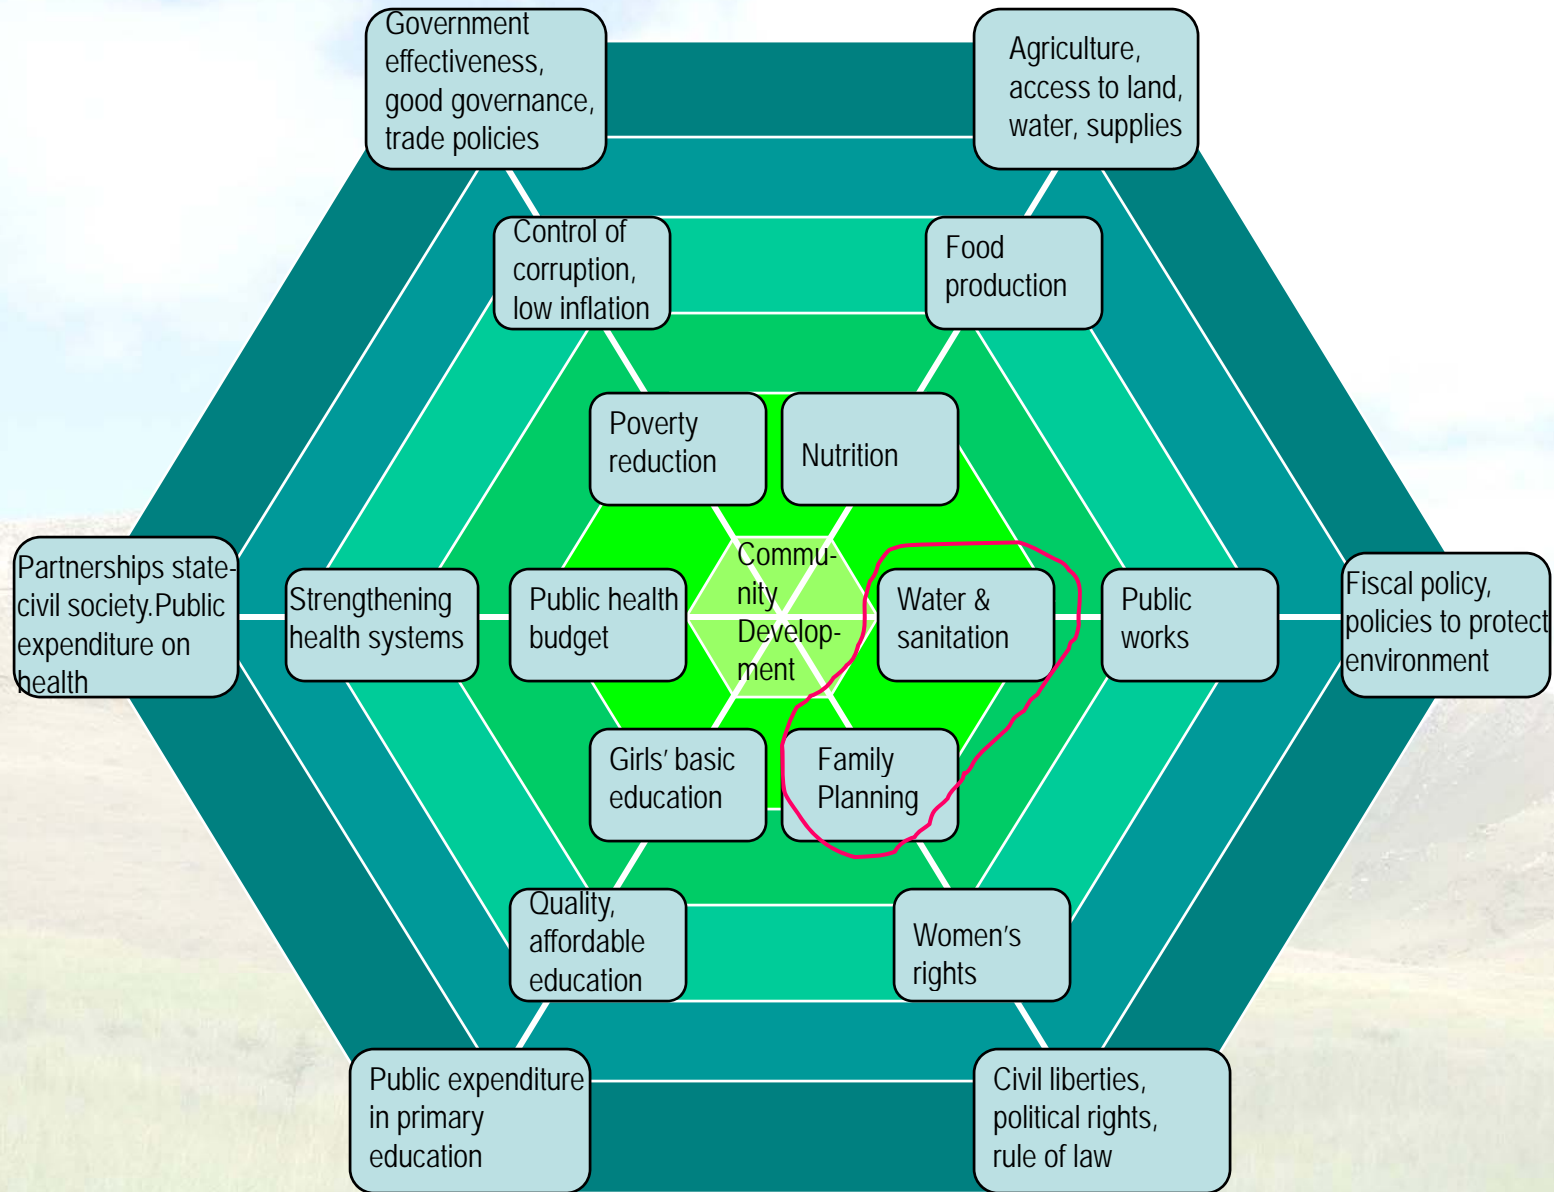 Government
effectiveness,
good governance,
trade policies
Agriculture,
access to land,
water, supplies
Control of
corruption,
low inflation
Food
production
Poverty
reduction
Nutrition
Partnerships state-
civil society.Public
expenditure on
health
Strengthening
health systems
Public health
budget
Commu-
nity
Develop-
ment
Water &
sanitation
Public
works
Fiscal policy,
policies to protect
environment
Girls' basic
education
Family
Planning
Quality,
affordable
education
Women's
rights
Public expenditure
in primary
education
Civil liberties,
political rights,
rule of law